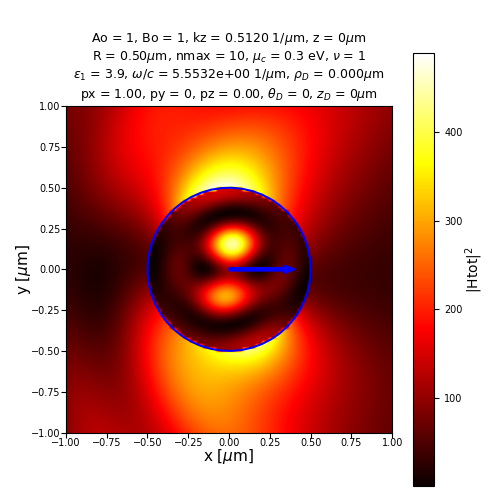 Ao = 1, Bo = 1, kz = 0.5120 1/μm, z = 0μm
R = 0.50μm, nmax = 10, μ_c = 0.3 eV, ν = 1
ε₁ = 3.9, ω/c = 5.5532e+00 1/μm, ρ_D = 0.000μm
px = 1.00, py = 0, pz = 0.00, θ_D = 0, z_D = 0μm
1.00
0.75
0.50
0.25
0.00
−0.25
−0.50
−0.75
−1.00
y [μm]
−1.00 −0.75 −0.50 −0.25 0.00 0.25 0.50 0.75 1.00
x [μm]
400
300
200
100
|Htot|²